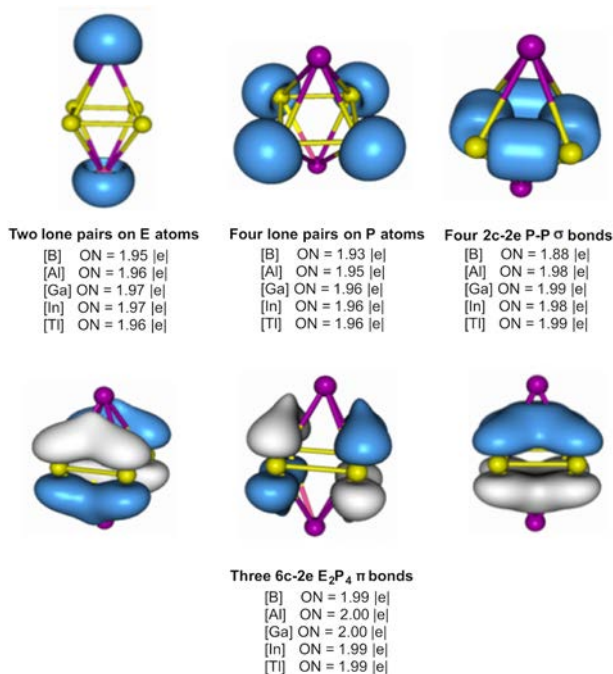 Two lone pairs on E atoms
[B] ON = 1.95 |e|
[Al] ON = 1.96 |e|
[Ga] ON = 1.97 |e|
[In] ON = 1.97 |e|
[Tl] ON = 1.96 |e|
Four lone pairs on P atoms
[B] ON = 1.93 |e|
[Al] ON = 1.95 |e|
[Ga] ON = 1.96 |e|
[In] ON = 1.96 |e|
[Tl] ON = 1.96 |e|
Four 2c-2e P-P σ bonds
[B] ON = 1.88 |e|
[Al] ON = 1.98 |e|
[Ga] ON = 1.99 |e|
[In] ON = 1.98 |e|
[Tl] ON = 1.99 |e|
Three 6c-2e E₂P₄ π bonds
[B] ON = 1.99 |e|
[Al] ON = 2.00 |e|
[Ga] ON = 2.00 |e|
[In] ON = 1.99 |e|
[Tl] ON = 1.99 |e|